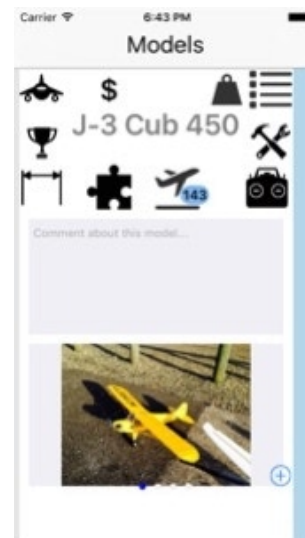 Carrier 6:43 PM
Models
$
J-3 Cub 450
143
Comment about this model...